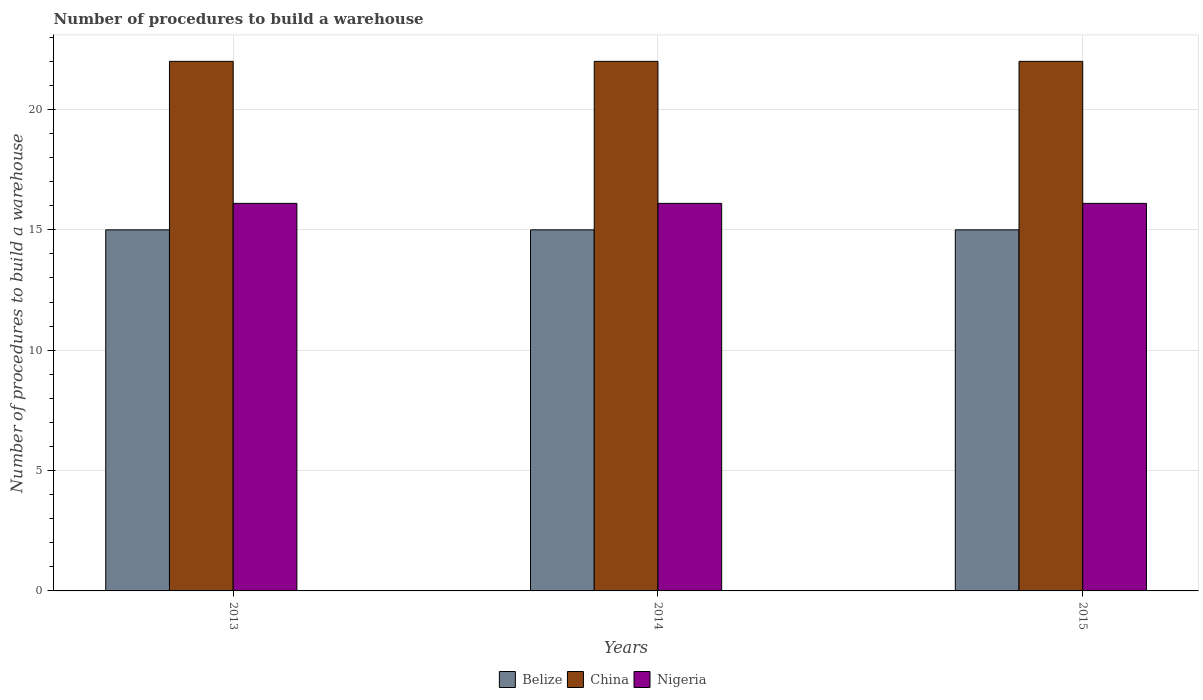 Number of procedures to build a warehouse
Number of procedures to build a warehouse
20
15
10
5
0
2013
2014
2015
Years
Belize
China
Nigeria